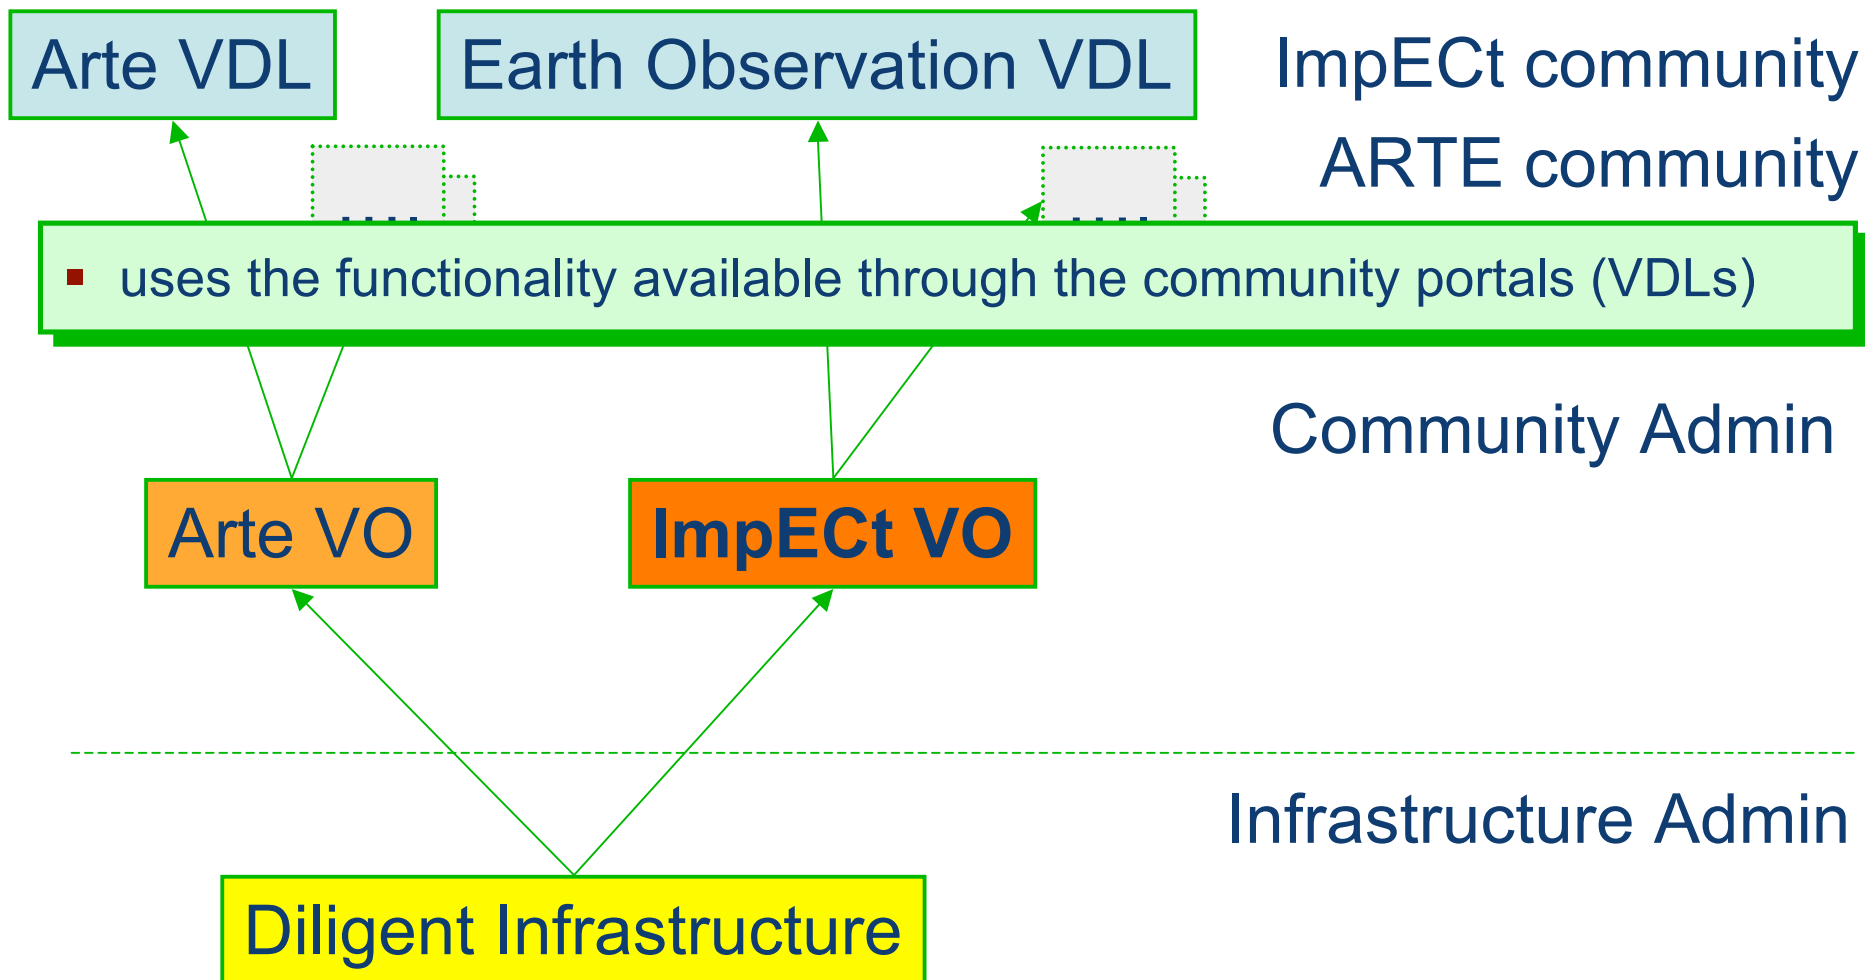 Arte VDL
Earth Observation VDL
ImpECt community
ARTE community
▪ uses the functionality available through the community portals (VDLs)
Community Admin
Arte VO
ImpECt VO
Infrastructure Admin
Diligent Infrastructure